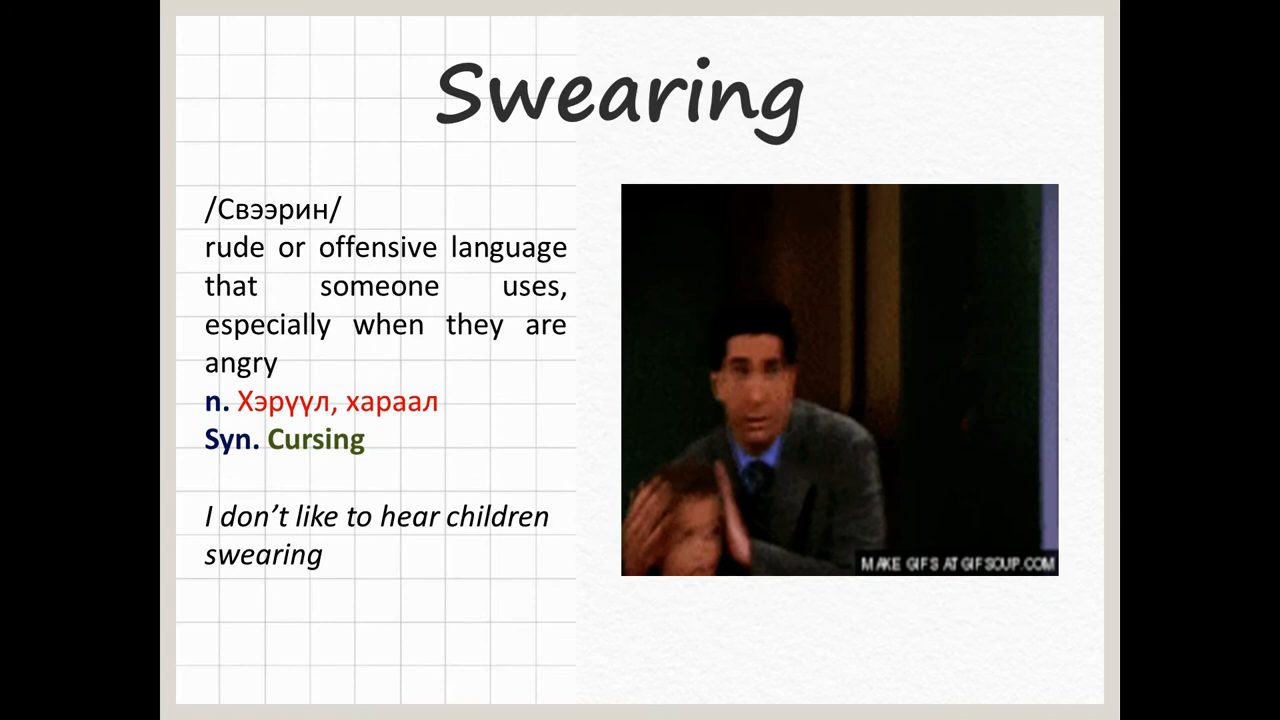 Swearing
/Свээрин/
rude or offensive language
that someone uses,
especially when they are
angry
n. Хэрүүл, хараал
Syn. Cursing
I don’t like to hear children
swearing
MAKE GIFS AT GIFSOUP.COM